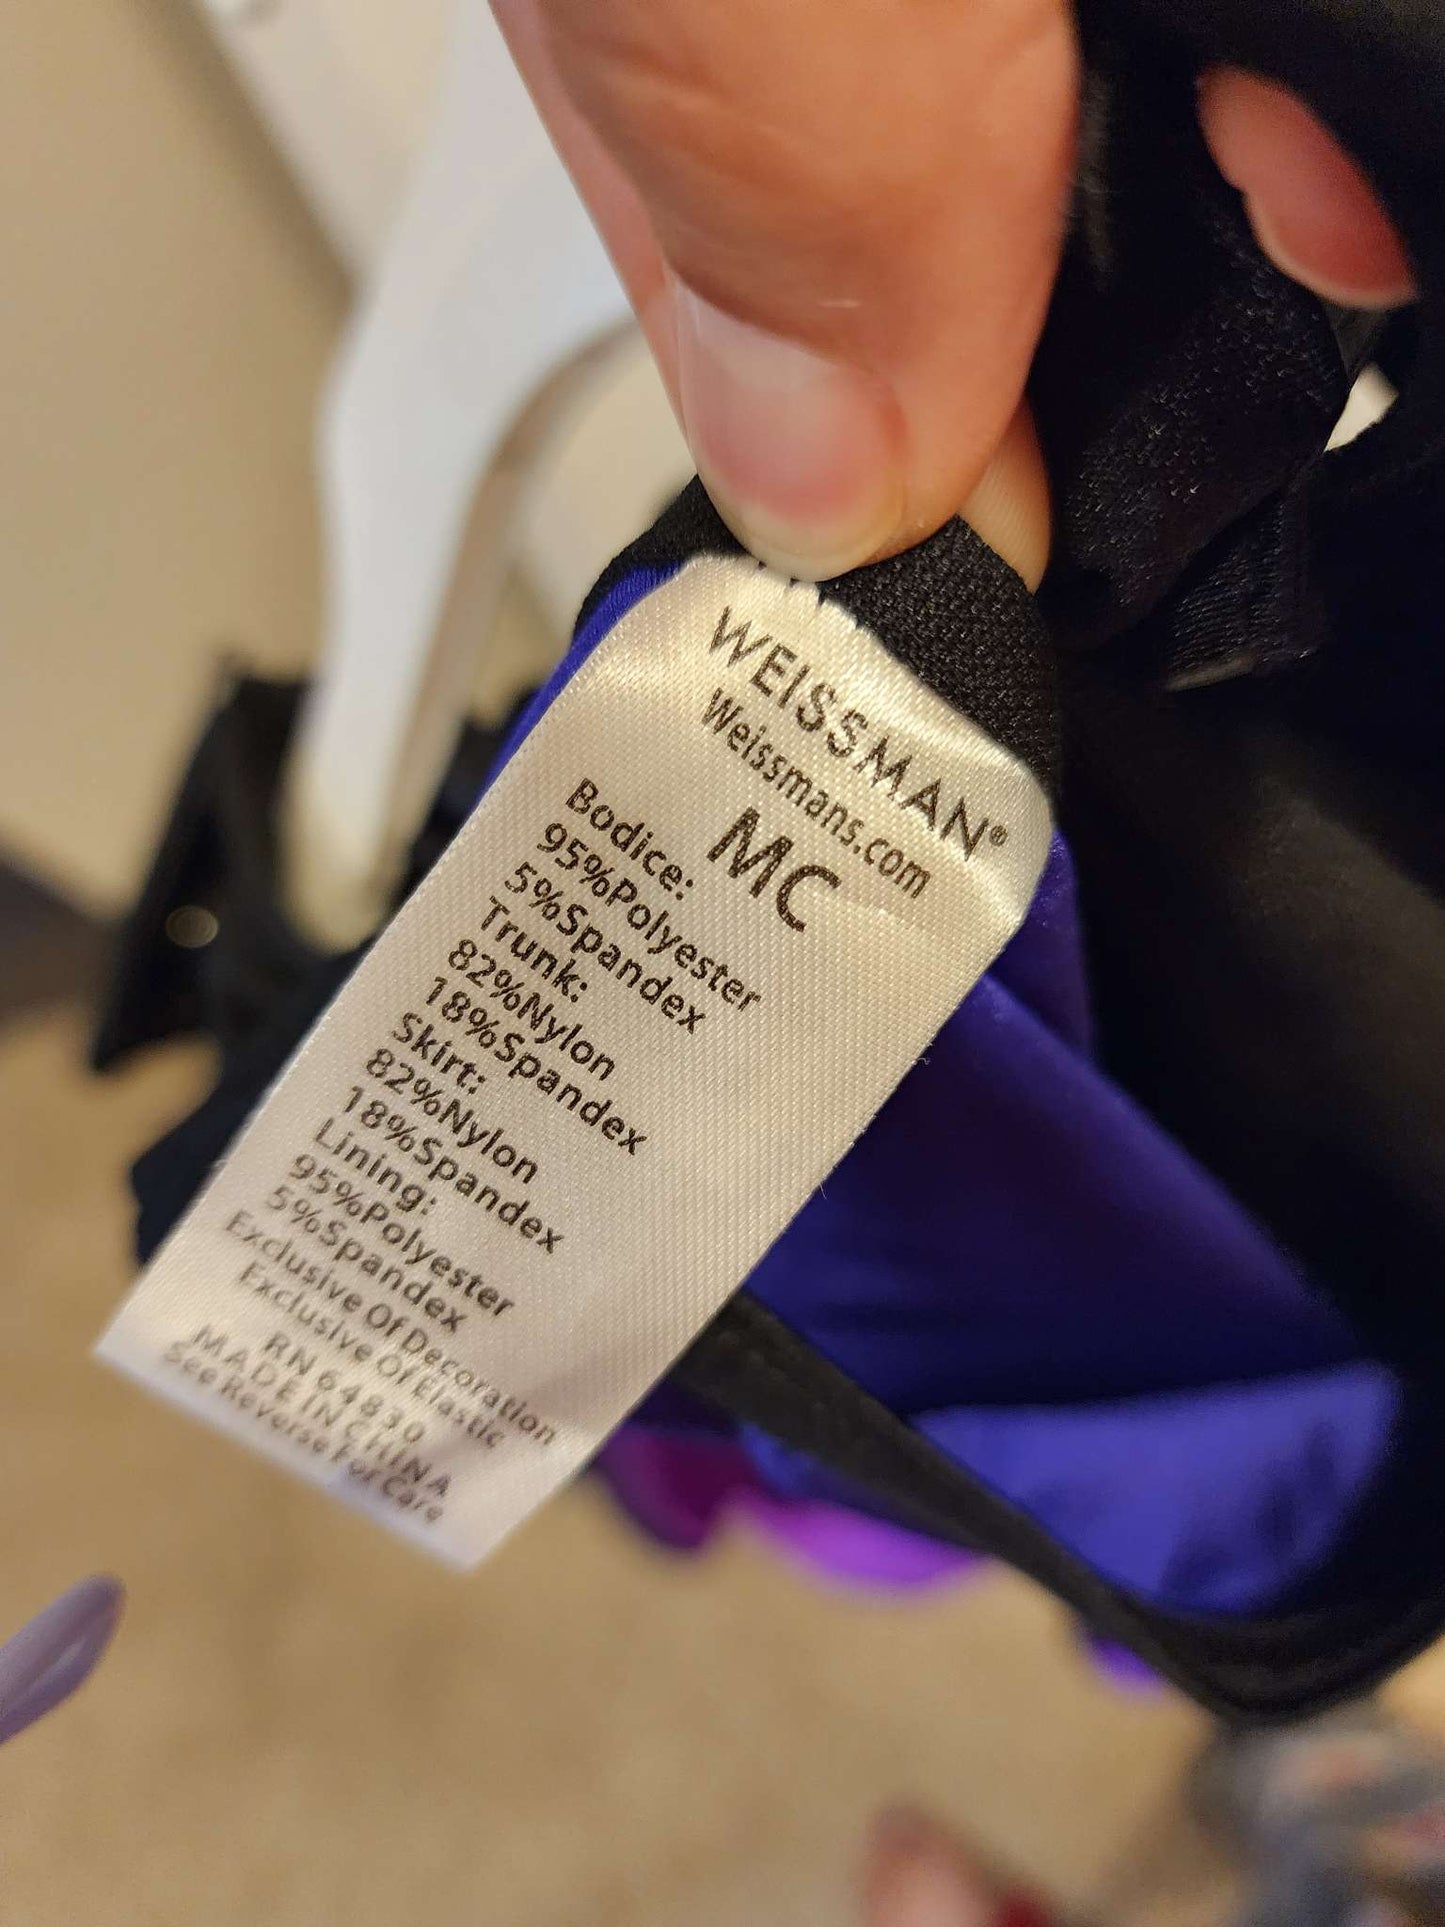 WEISSMAN®
Weissmans.com
MC
Bodice:
95%Polyester
5%Spandex
Trunk:
82%Nylon
18%Spandex
Skirt:
82%Nylon
18%Spandex
Lining:
95%Polyester
5%Spandex
Exclusive Of Decoration
Exclusive Of Elastic
RN 64830
MADE IN CHINA
See Reverse For Care